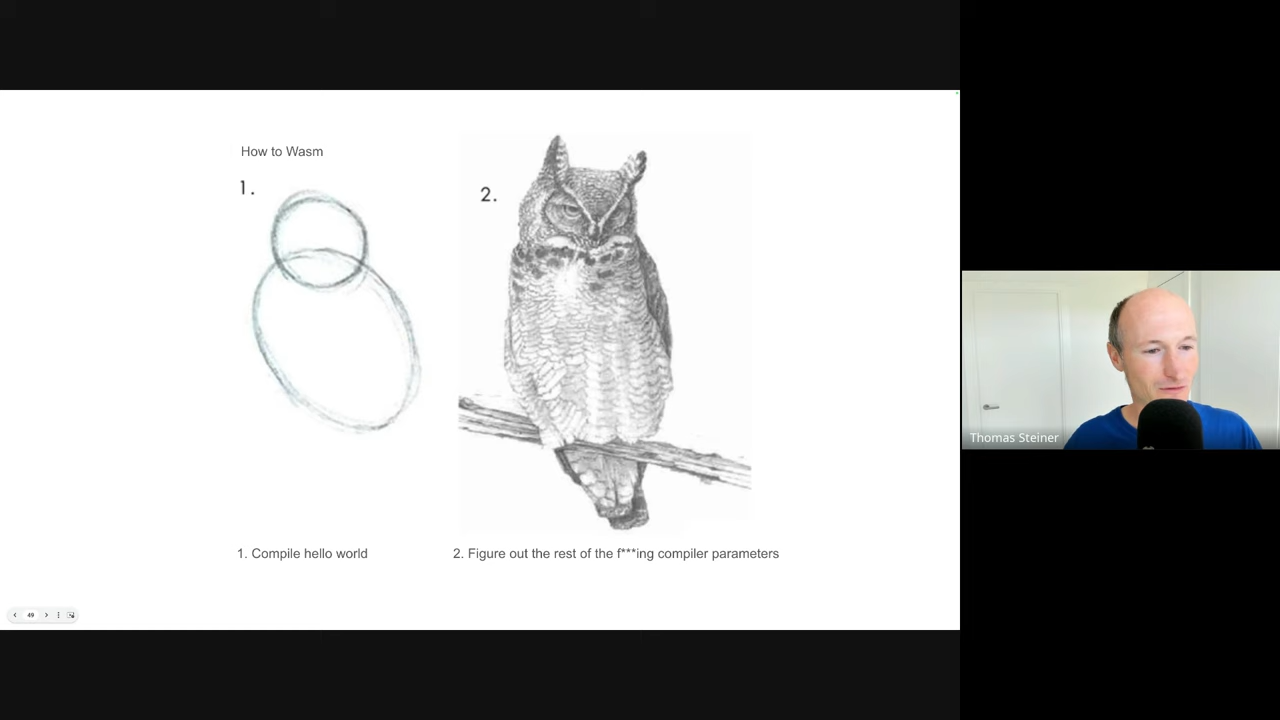 How to Wasm
1.
2.
1. Compile hello world
2. Figure out the rest of the f***ing compiler parameters
49
Thomas Steiner